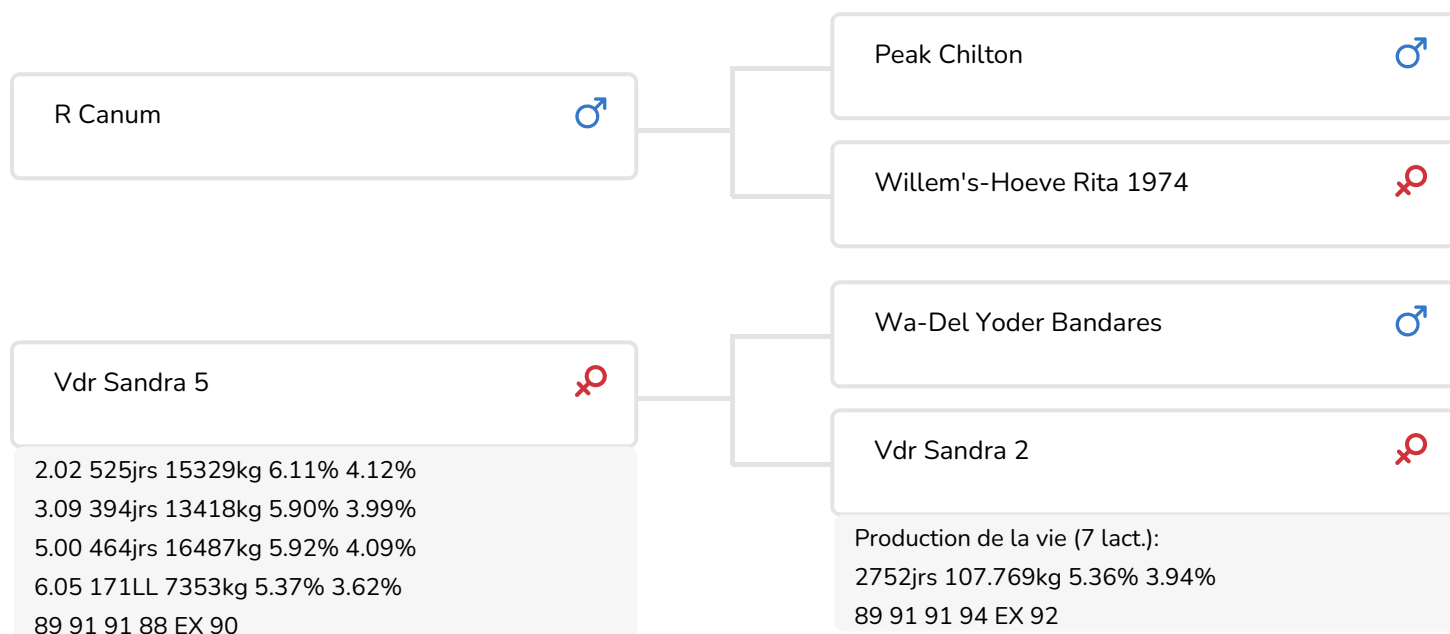 R Canum
Peak Chilton
Willem's-Hoeve Rita 1974
Vdr Sandra 5
2.02 525jrs 15329kg 6.11% 4.12%
3.09 394jrs 13418kg 5.90% 3.99%
5.00 464jrs 16487kg 5.92% 4.09%
6.05 171LL 7353kg 5.37% 3.62%
89 91 91 88 EX 90
Wa-Del Yoder Bandares
Vdr Sandra 2
Production de la vie (7 lact.):
2752jrs 107.769kg 5.36% 3.94%
89 91 91 94 EX 92